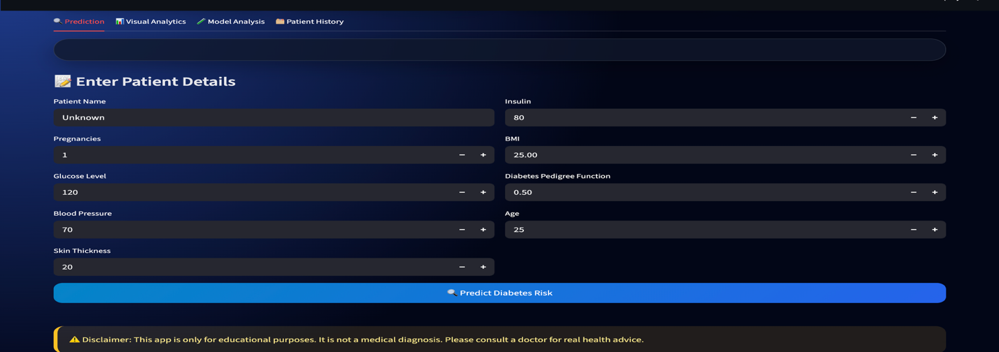 Prediction
Visual Analytics
Model Analysis
Patient History
Enter Patient Details
Patient Name
Unknown
Pregnancies
1
Glucose Level
120
Blood Pressure
70
Skin Thickness
20
Insulin
80
BMI
25.00
Diabetes Pedigree Function
0.50
Age
25
Predict Diabetes Risk
Disclaimer: This app is only for educational purposes. It is not a medical diagnosis. Please consult a doctor for real health advice.